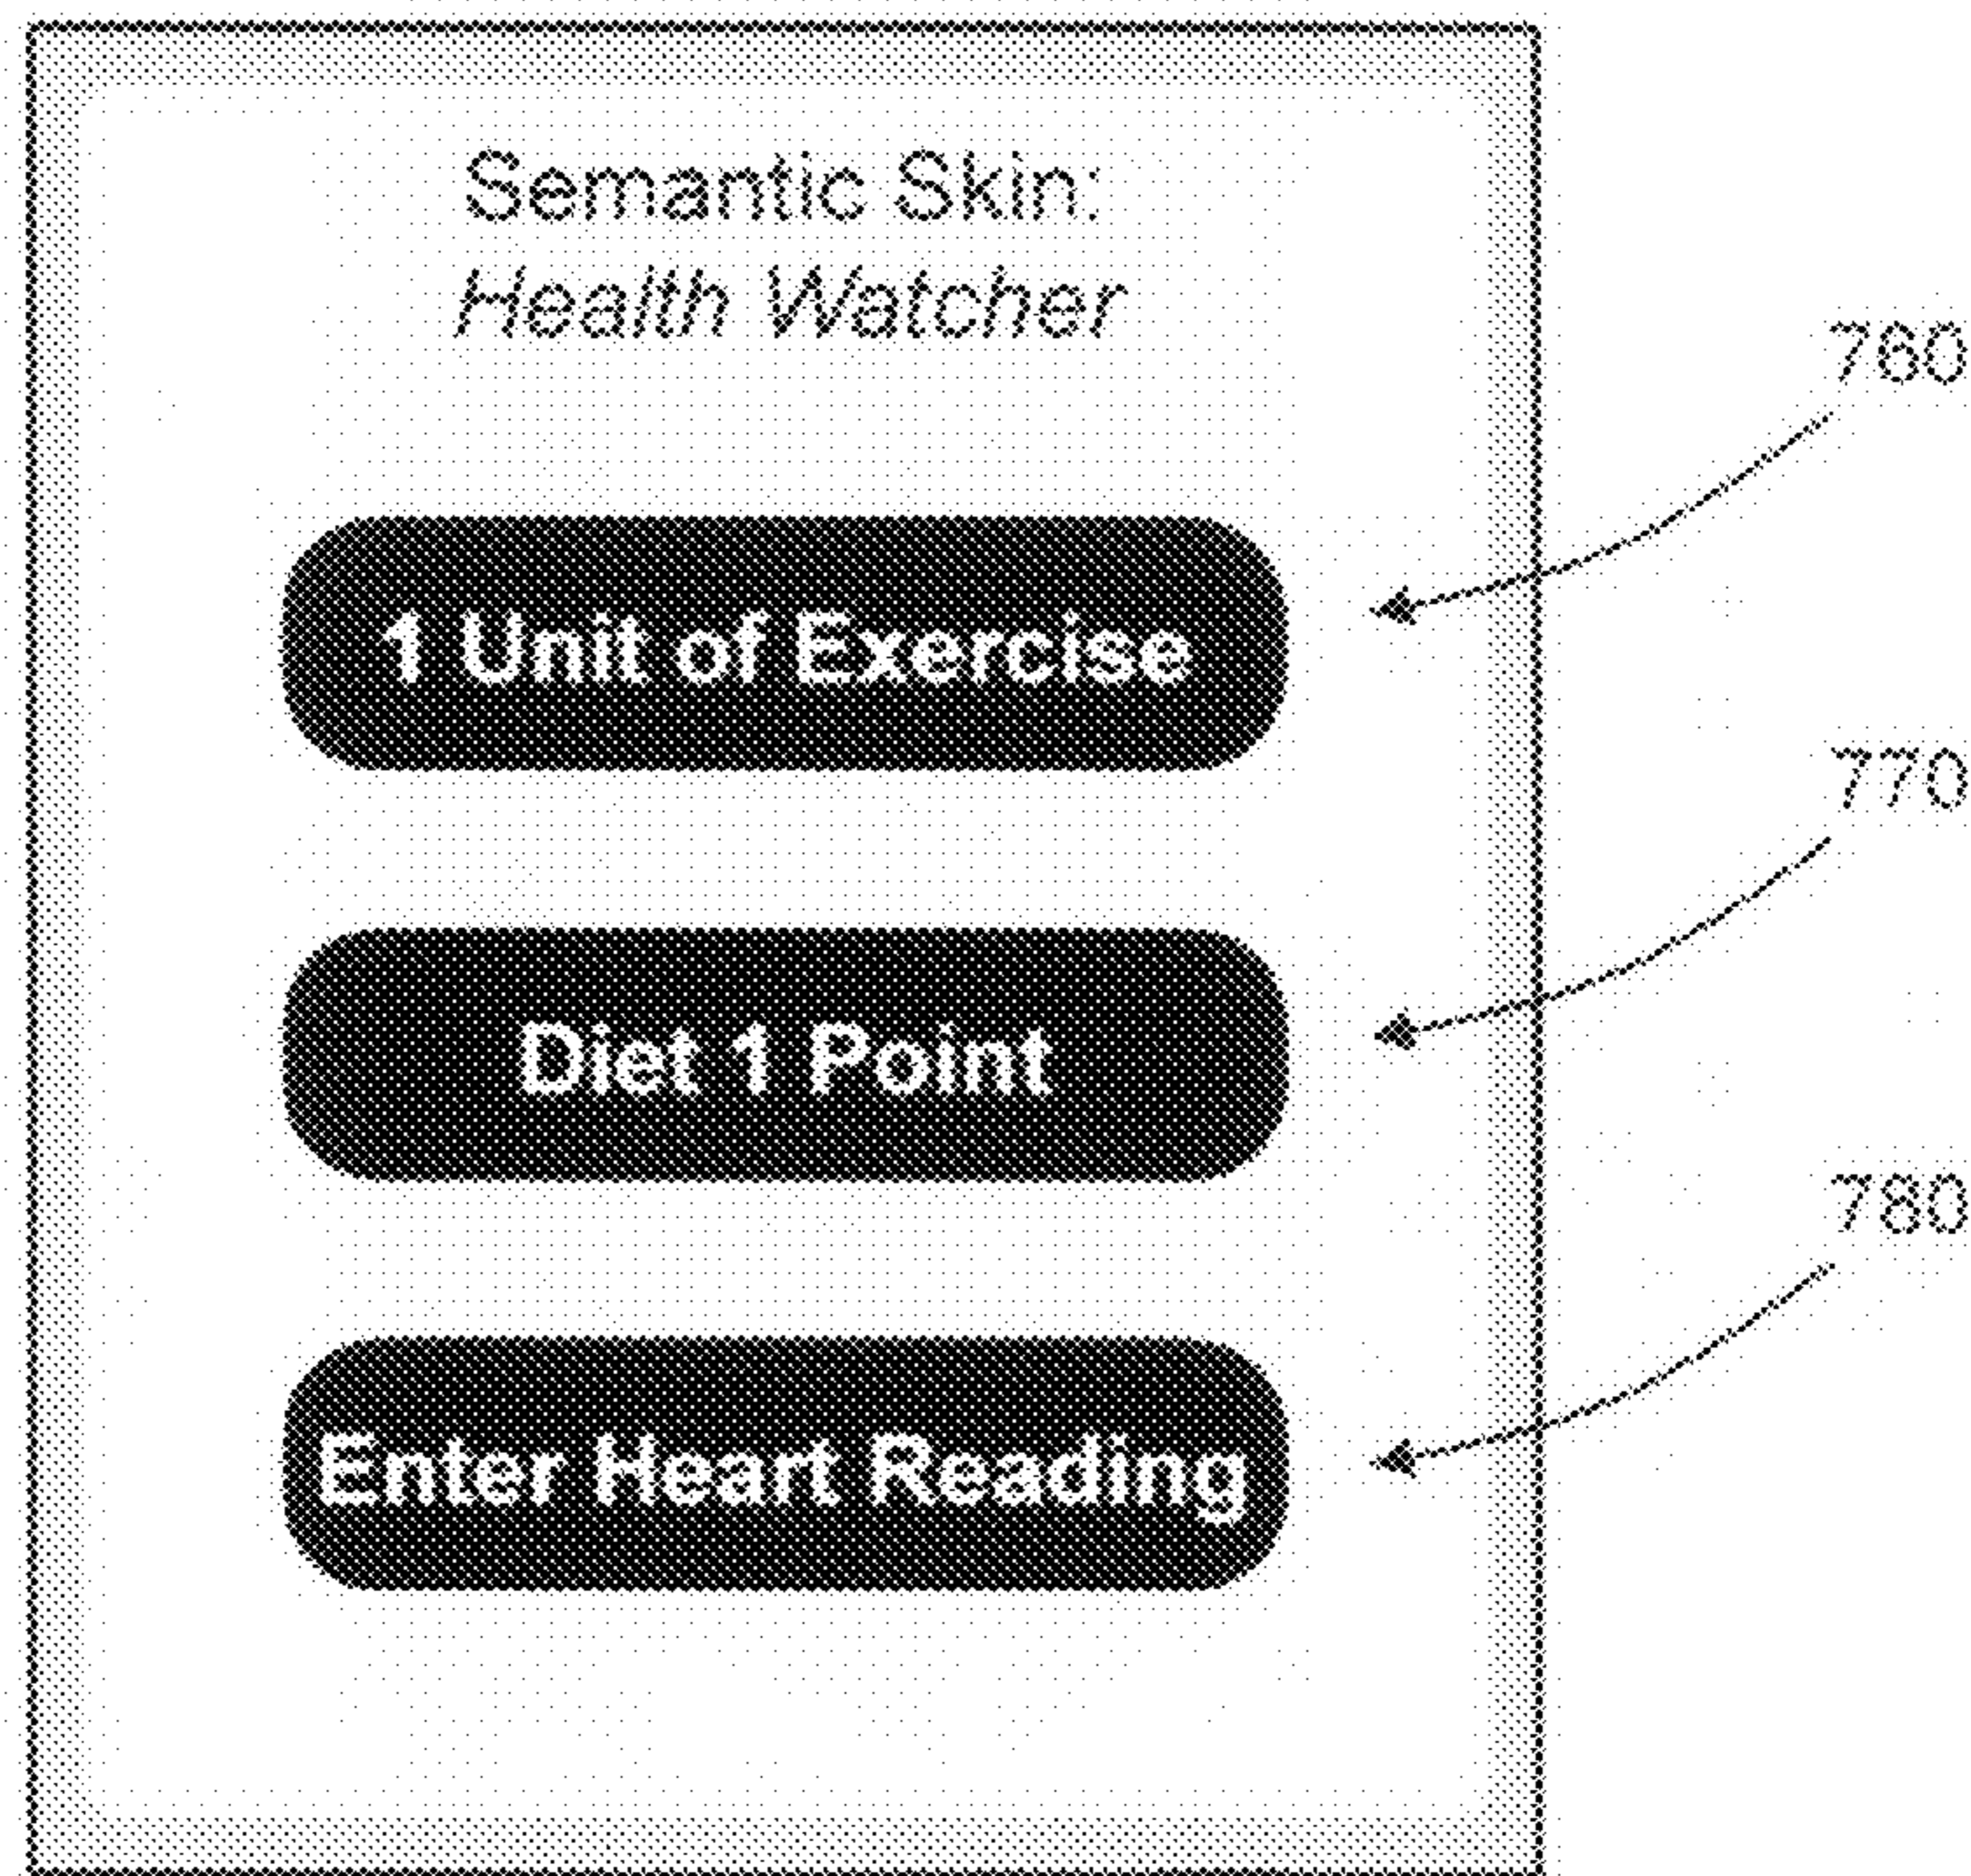 Semantic Skin:
Health Watcher
760
1 Unit of Exercise
770
Diet 1 Point
780
Enter Heart Reading